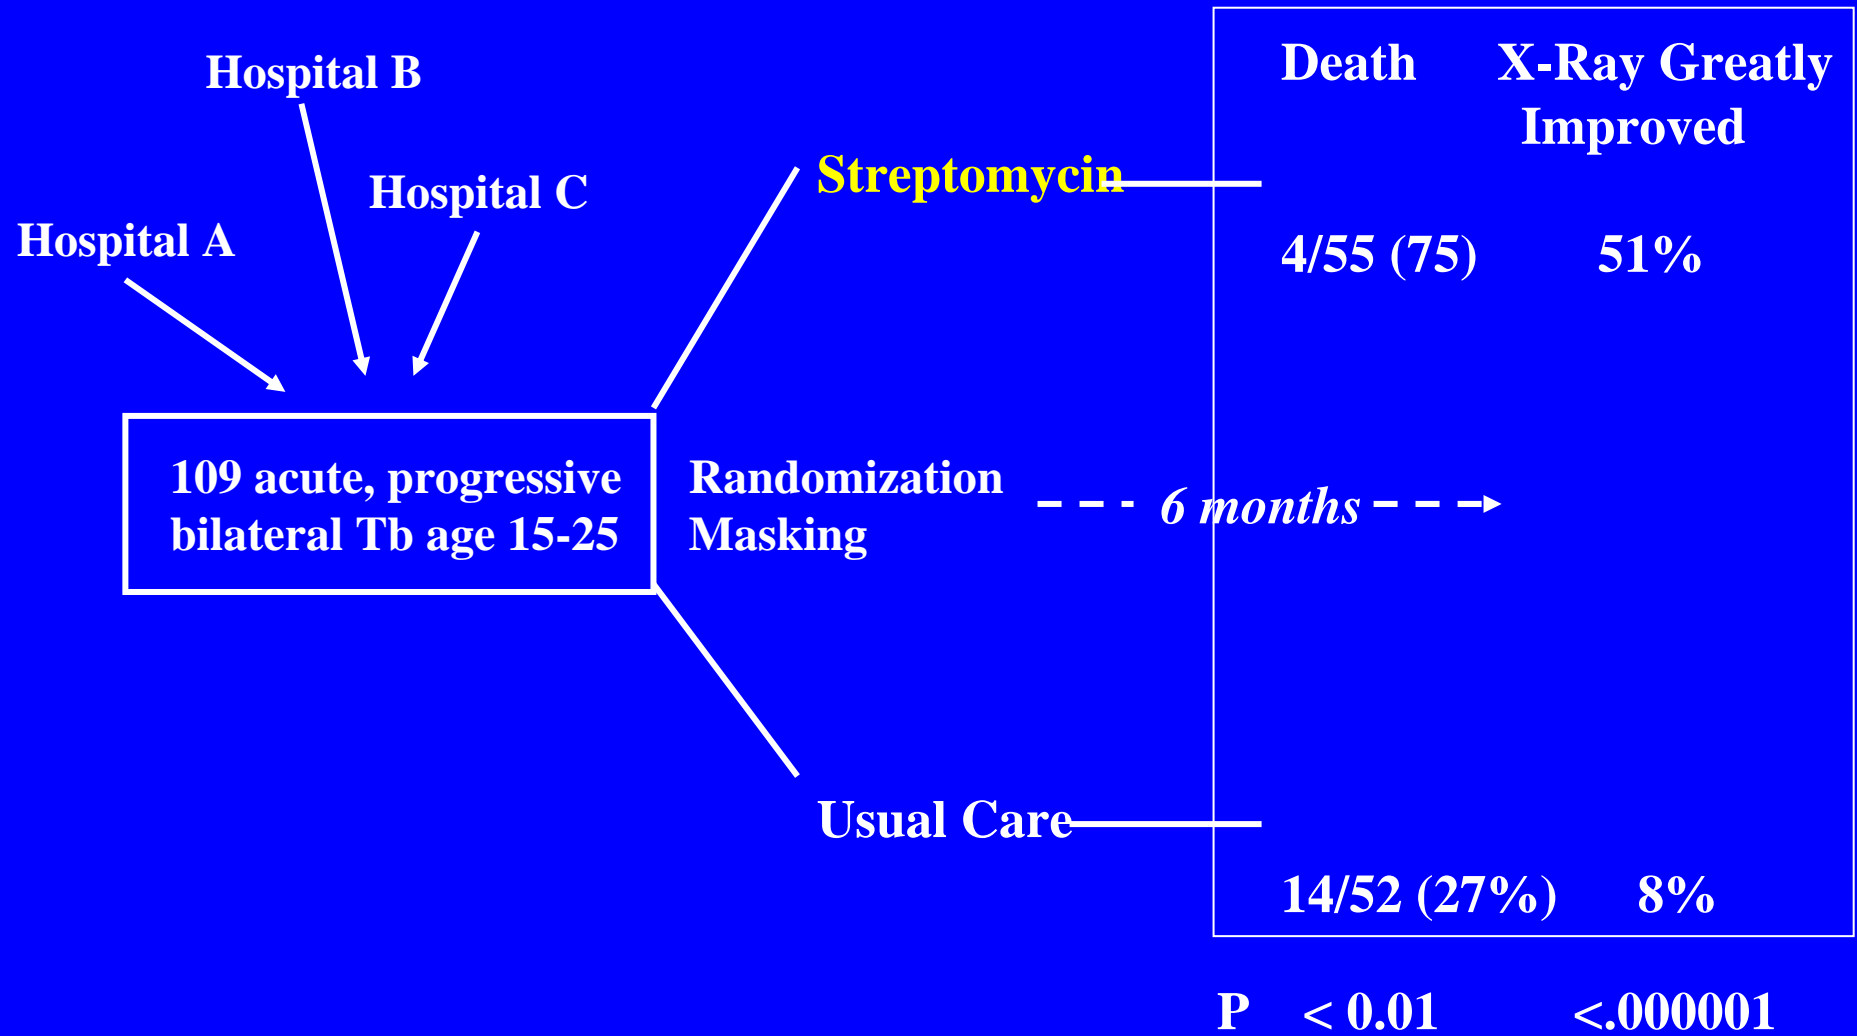 Hospital B
Hospital C
Hospital A
109 acute, progressive
bilateral Tb age 15-25
Randomization
Masking
Streptomycin
Usual Care
6 months
Death X-Ray Greatly
Improved
4/55 (75) 51%
14/52 (27%) 8%
P < 0.01 <.000001